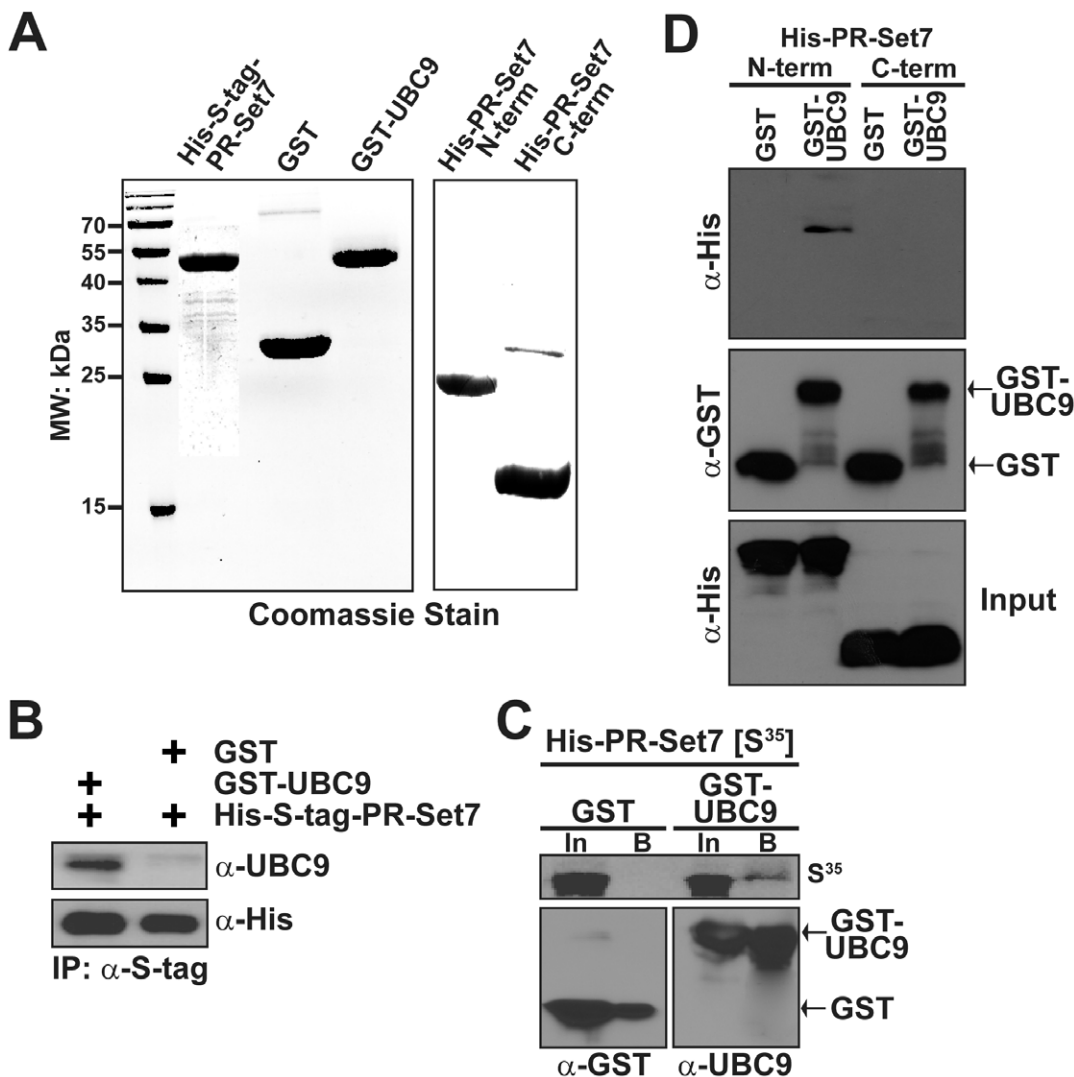 A
His-S-tag-
PR-Set7
GST
GST-UBC9
His-PR-Set7
N-term
His-PR-Set7
C-term
70
55
40
35
25
15
MW: kDa
Coomassie Stain
D
His-PR-Set7
N-term C-term
GST
GST-
UBC9
GST
GST-
UBC9
α-His
α-GST
GST-
UBC9
GST
α-His
Input
B
+ GST
+ GST-UBC9
+ + His-S-tag-PR-Set7
α-UBC9
α-His
IP: α-S-tag
C
His-PR-Set7 [S³⁵]
GST
GST-
UBC9
In B In B
S³⁵
GST-
UBC9
GST
α-GST α-UBC9